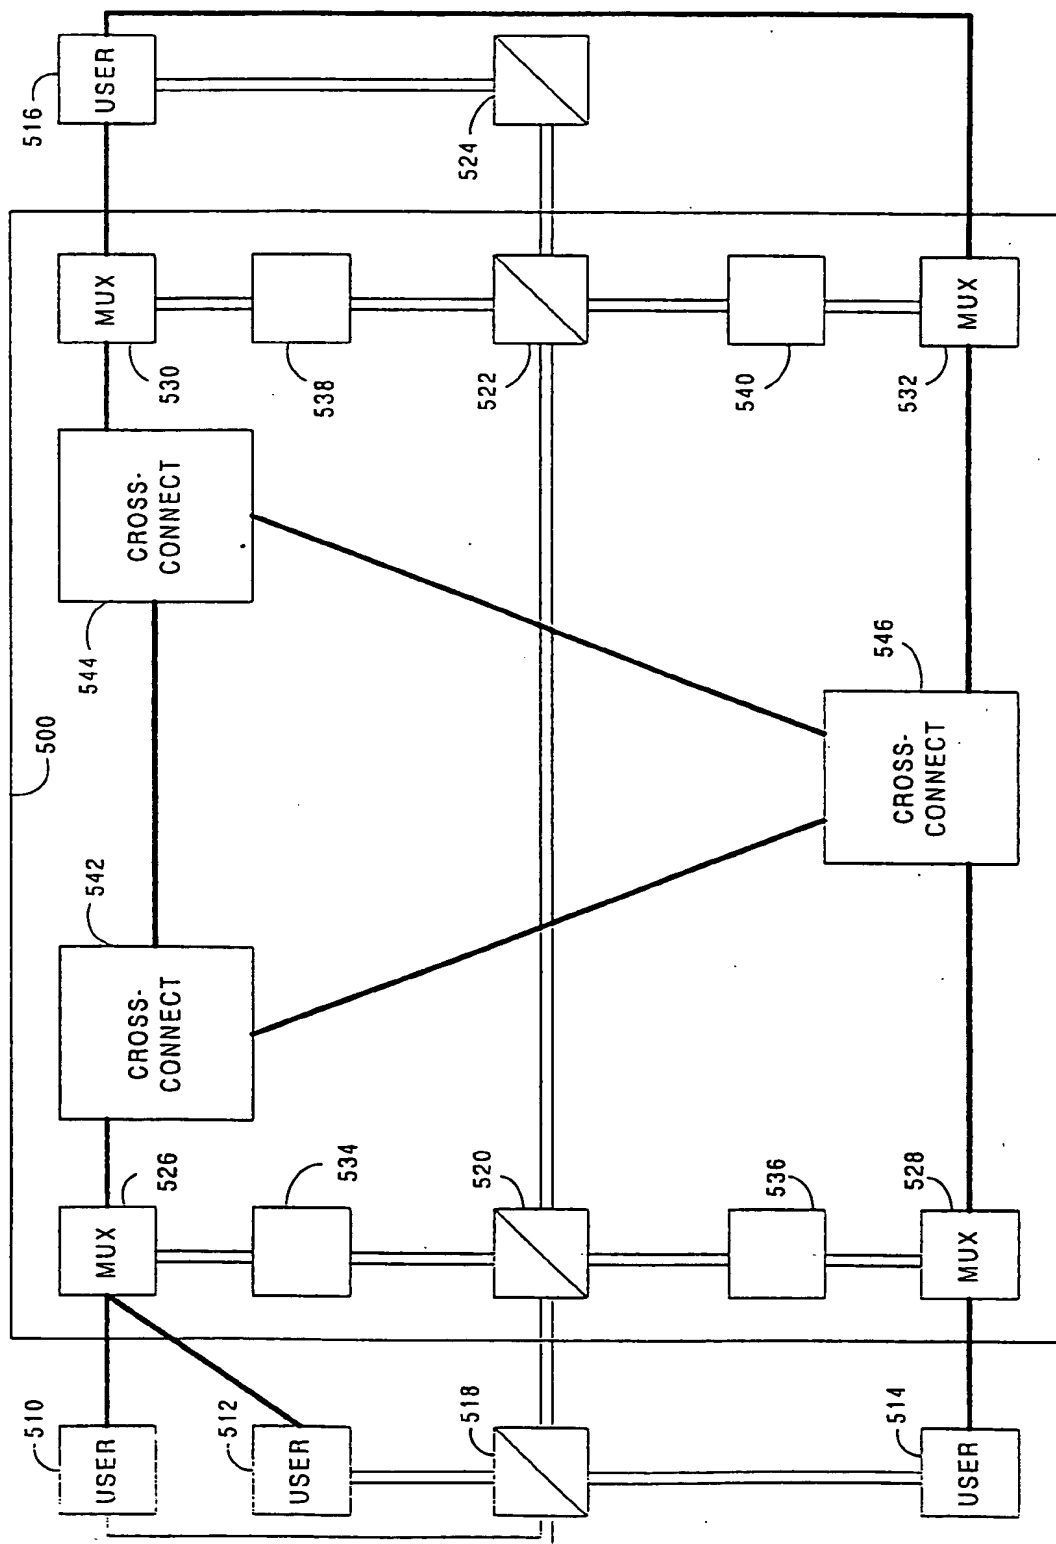 500
510
USER
512
USER
518
514
USER
MUX
526
534
520
536
MUX
528
CROSS-
CONNECT
542
CROSS-
CONNECT
544
CROSS-
CONNECT
546
MUX
530
538
522
540
MUX
532
USER
516
524